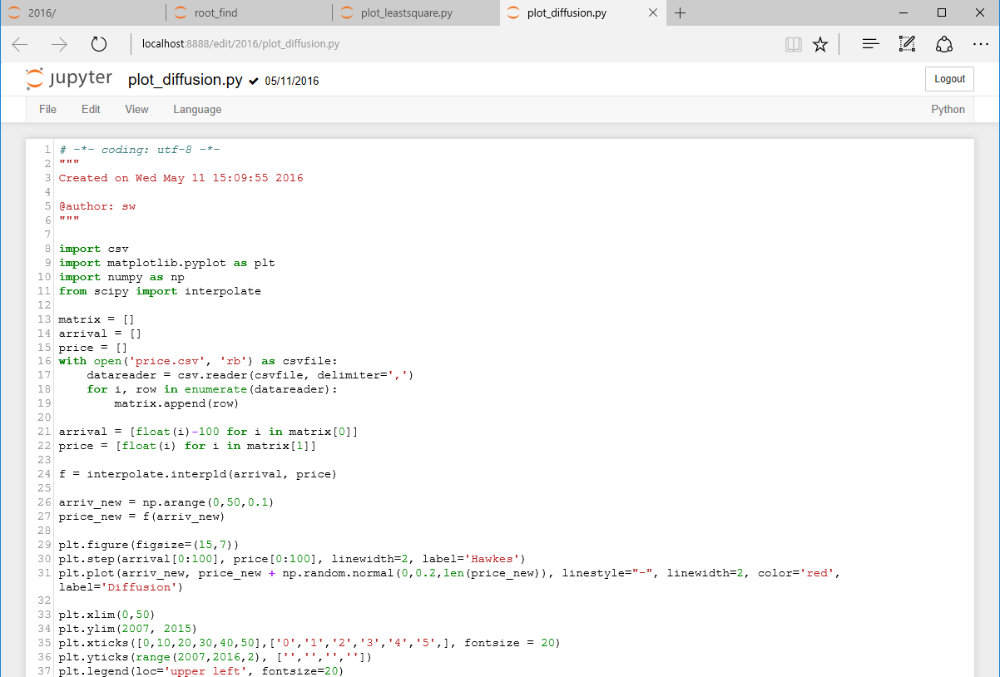 2016/ root_find plot_leastsquare.py plot_diffusion.py
localhost:8888/edit/2016/plot_diffusion.py
jupyter plot_diffusion.py 05/11/2016 Logout
File Edit View Language Python
1 # -*- coding: utf-8 -*-
2 """
3 Created on Wed May 11 15:09:55 2016
4
5 @author: sw
6 """
7
8 import csv
9 import matplotlib.pyplot as plt
10 import numpy as np
11 from scipy import interpolate
12
13 matrix = []
14 arrival = []
15 price = []
16 with open('price.csv', 'rb') as csvfile:
17     datareader = csv.reader(csvfile, delimiter=',')
18     for i, row in enumerate(datareader):
19         matrix.append(row)
20
21 arrival = [float(i)-100 for i in matrix[0]]
22 price = [float(i) for i in matrix[1]]
23
24 f = interpolate.interp1d(arrival, price)
25
26 arriv_new = np.arange(0,50,0.1)
27 price_new = f(arriv_new)
28
29 plt.figure(figsize=(15,7))
30 plt.step(arrival[0:100], price[0:100], linewidth=2, label='Hawkes')
31 plt.plot(arriv_new, price_new + np.random.normal(0,0.2,len(price_new)), linestyle="-", linewidth=2, color='red',
label='Diffusion')
32
33 plt.xlim(0,50)
34 plt.ylim(2007, 2015)
35 plt.xticks([0,10,20,30,40,50],['0','1','2','3','4','5',], fontsize = 20)
36 plt.yticks(range(2007,2016,2), ['','','',''])
37 plt.legend(loc='upper left', fontsize=20)